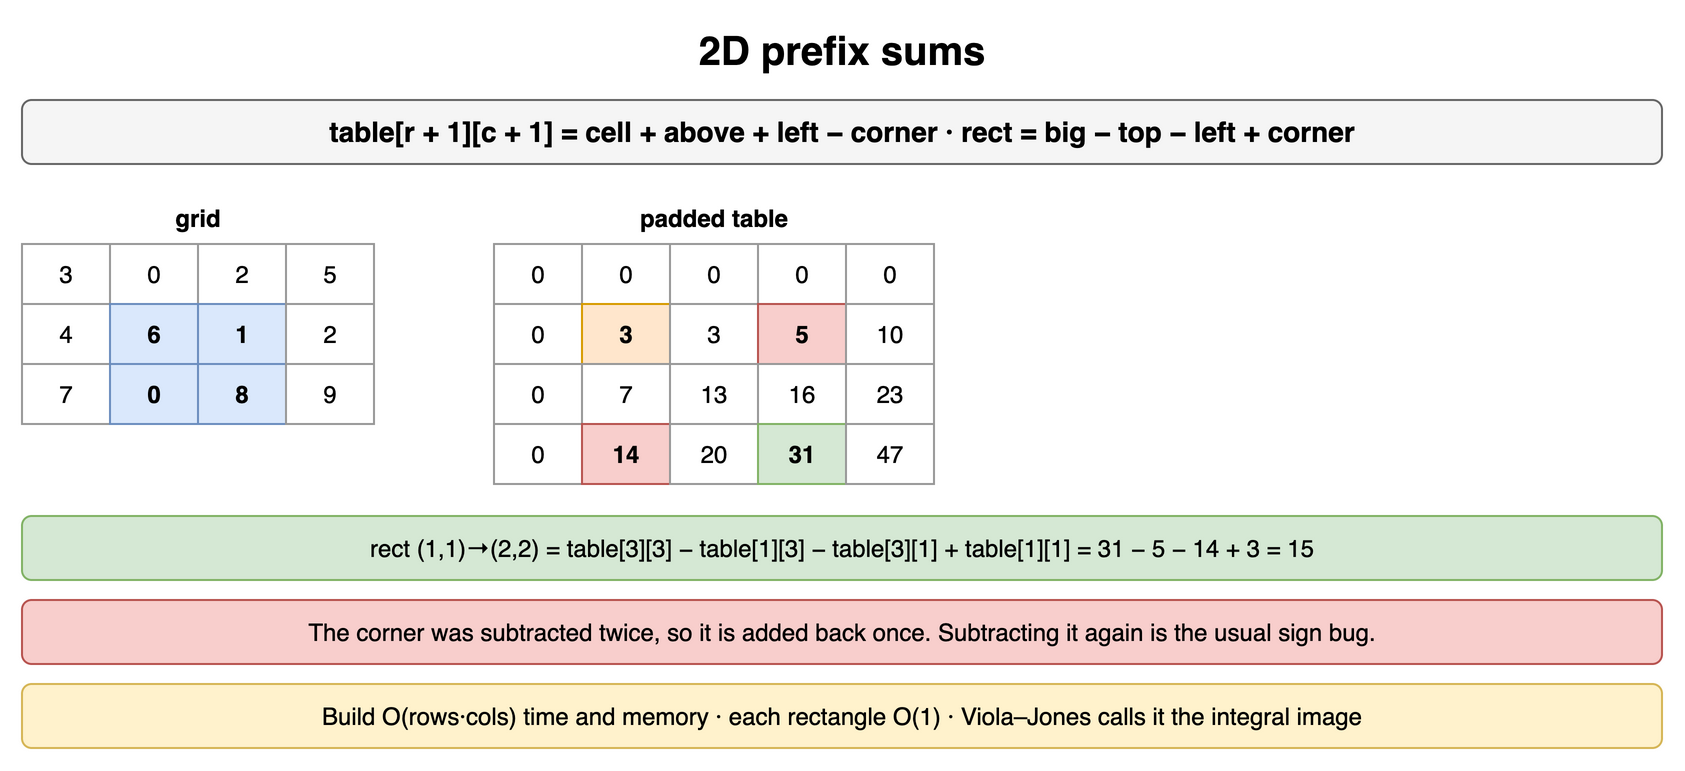 2D prefix sums
table[r + 1][c + 1] = cell + above + left − corner · rect = big − top − left + corner
grid
3 0 2 5
4 6 1 2
7 0 8 9
padded table
0 0 0 0 0
0 3 3 5 10
0 7 13 16 23
0 14 20 31 47
rect (1,1)→(2,2) = table[3][3] − table[1][3] − table[3][1] + table[1][1] = 31 − 5 − 14 + 3 = 15
The corner was subtracted twice, so it is added back once. Subtracting it again is the usual sign bug.
Build O(rows·cols) time and memory · each rectangle O(1) · Viola–Jones calls it the integral image